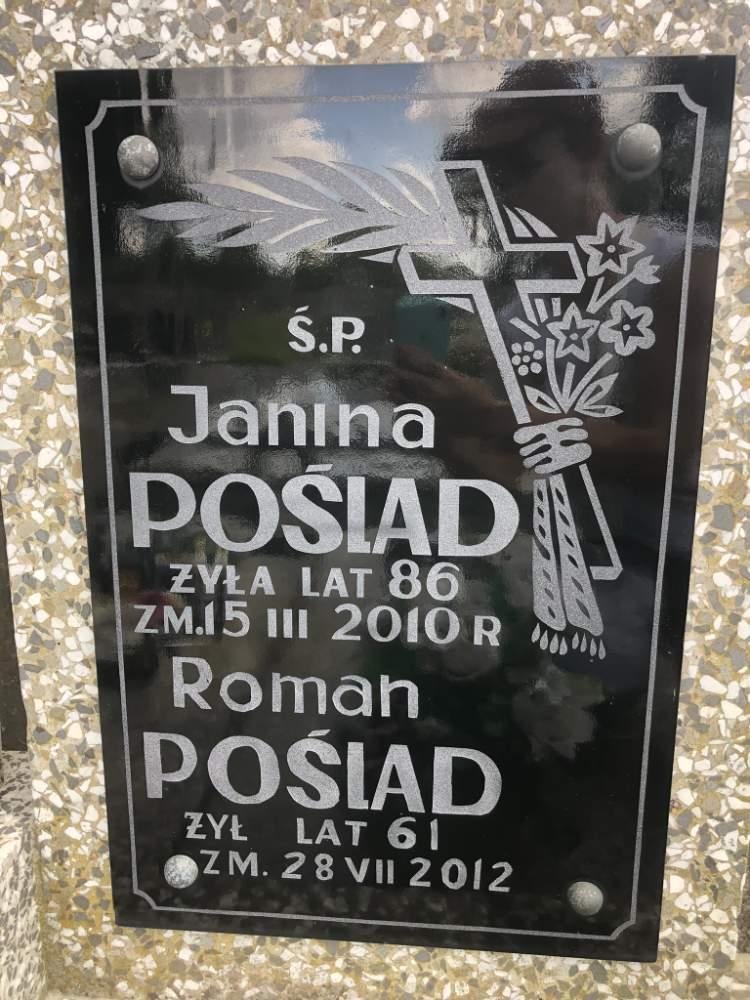 Ś.P.
Janina
POŚIAD
ŻYŁA LAT 86
ZM.15 III 2010 R
Roman
POŚIAD
ŻYŁ LAT 61
ZM. 28 VII 2012